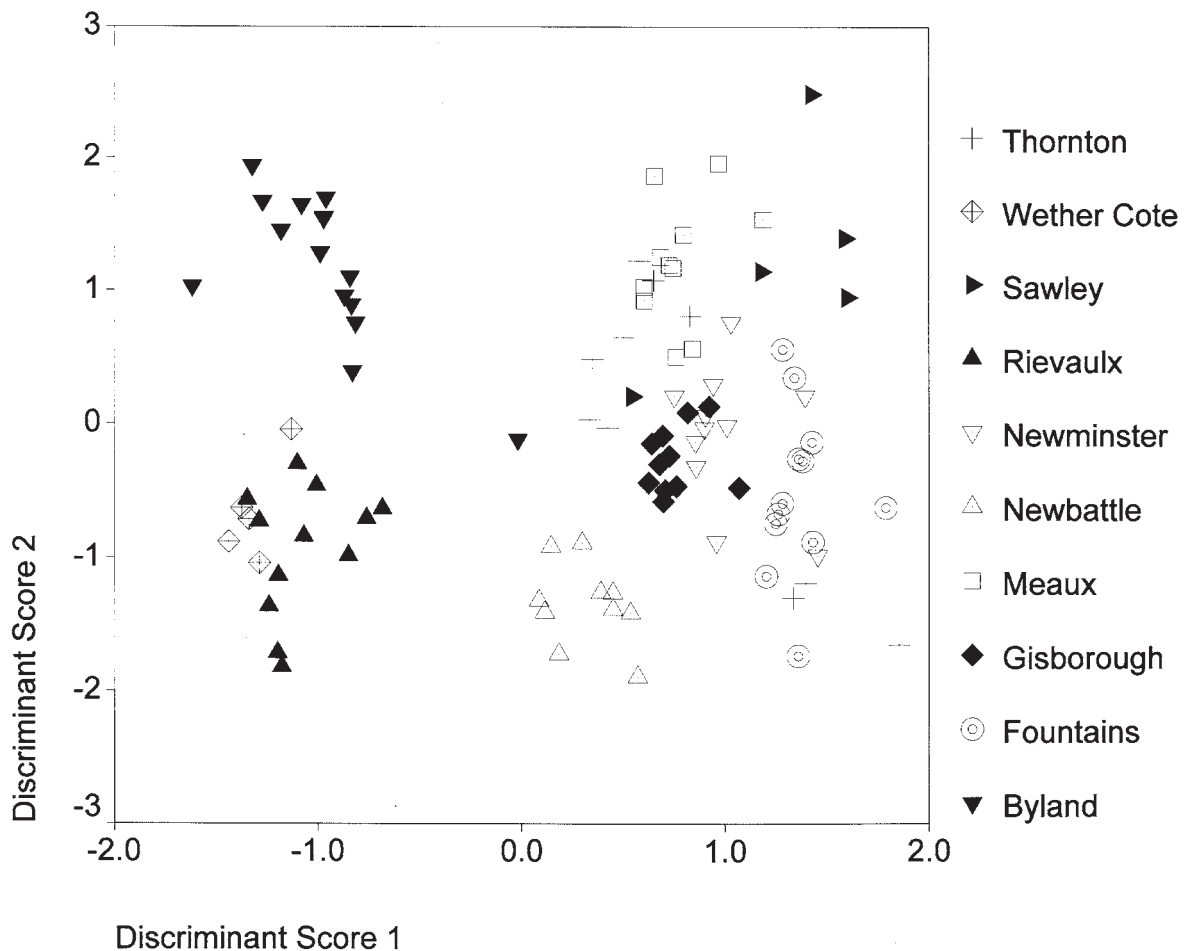 3
2
1
0
-1
-2
-3
-2.0
-1.0
0.0
1.0
2.0
Discriminant Score 2
Discriminant Score 1
Thornton
Wether Cote
Sawley
Rievaulx
Newminster
Newbattle
Meaux
Gisborough
Fountains
Byland